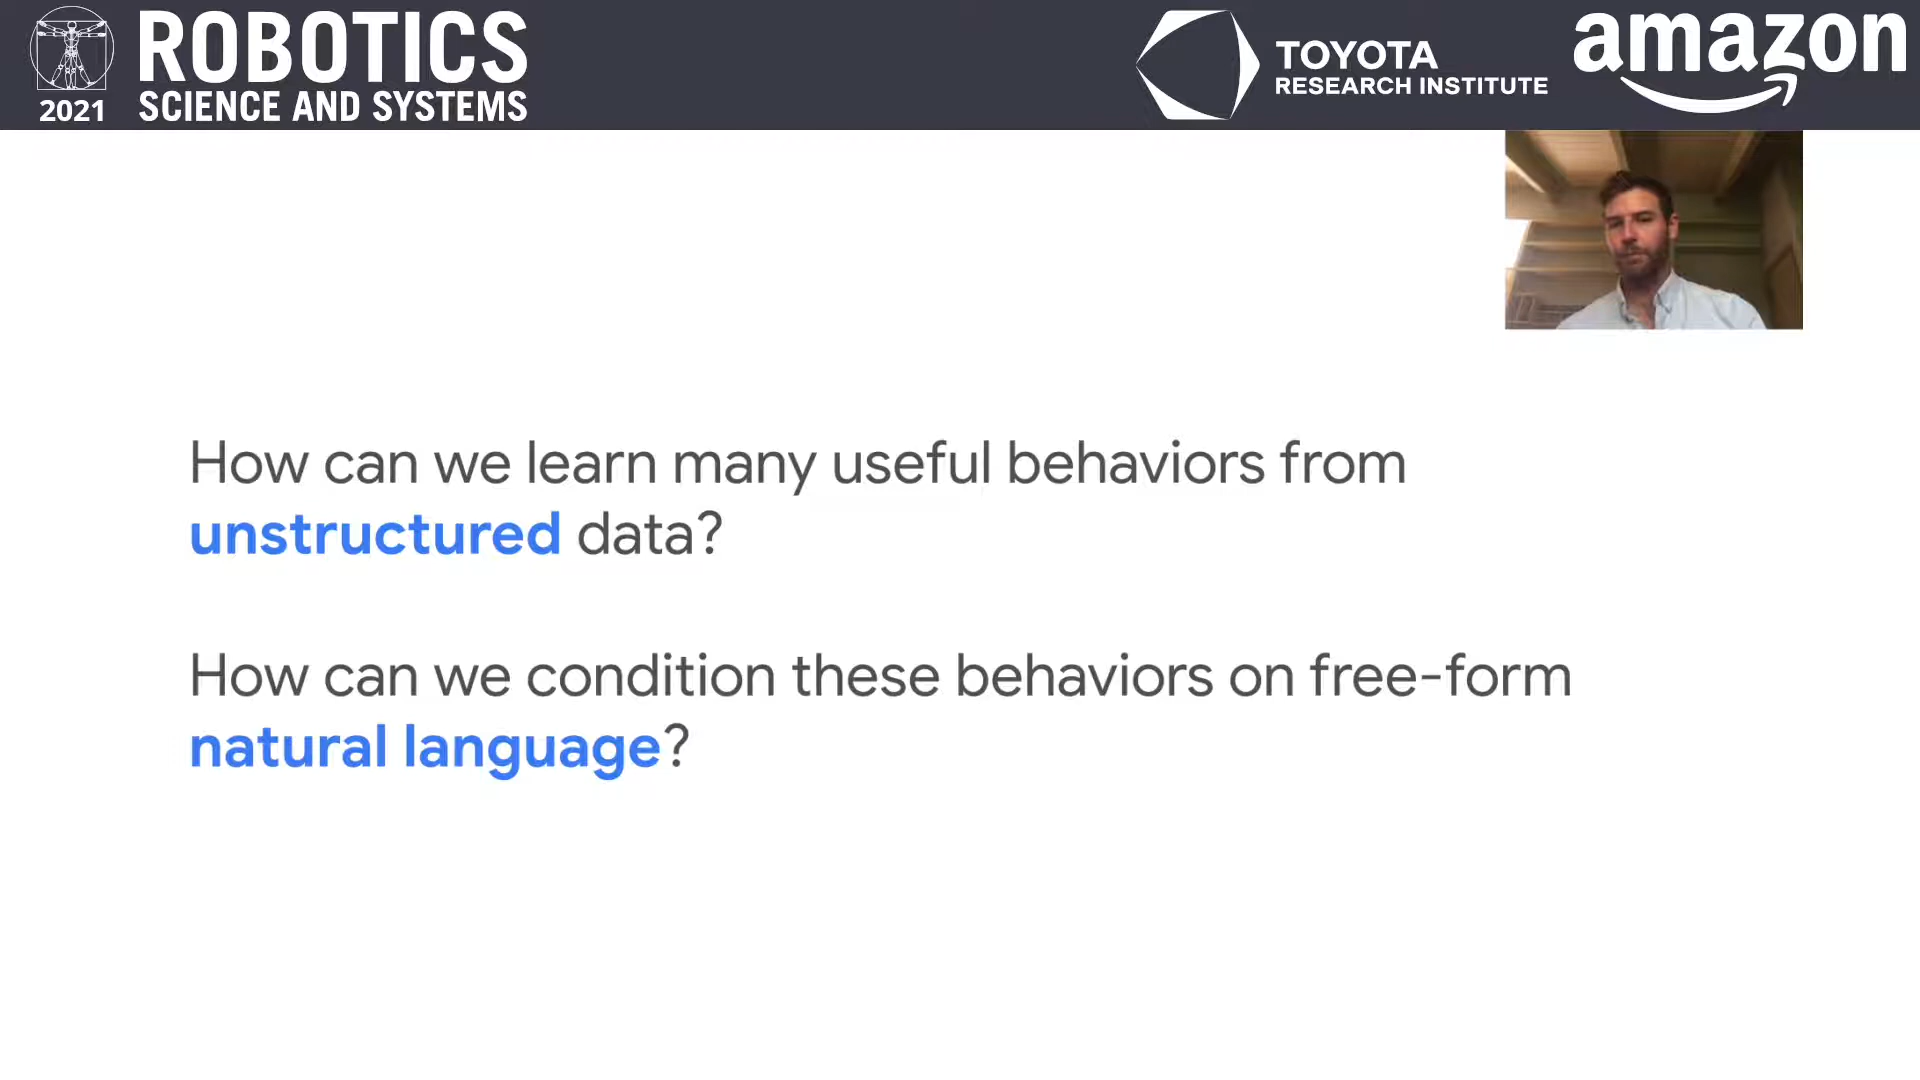 ROBOTICS
SCIENCE AND SYSTEMS
2021
TOYOTA
RESEARCH INSTITUTE
amazon
How can we learn many useful behaviors from
unstructured data?
How can we condition these behaviors on free-form
natural language?